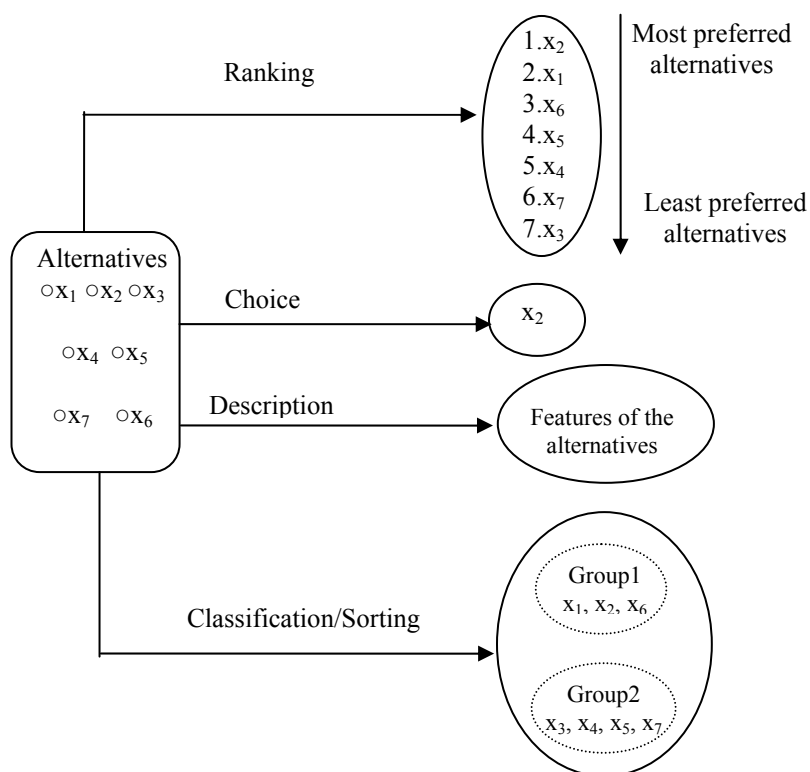 Ranking
1.x₂
2.x₁
3.x₆
4.x₅
5.x₄
6.x₇
7.x₃
Most preferred
alternatives
Least preferred
alternatives
Alternatives
○x₁ ○x₂ ○x₃
○x₄ ○x₅
○x₇ ○x₆
Choice
x₂
Description
Features of the
alternatives
Classification/Sorting
Group1
x₁, x₂, x₆
Group2
x₃, x₄, x₅, x₇